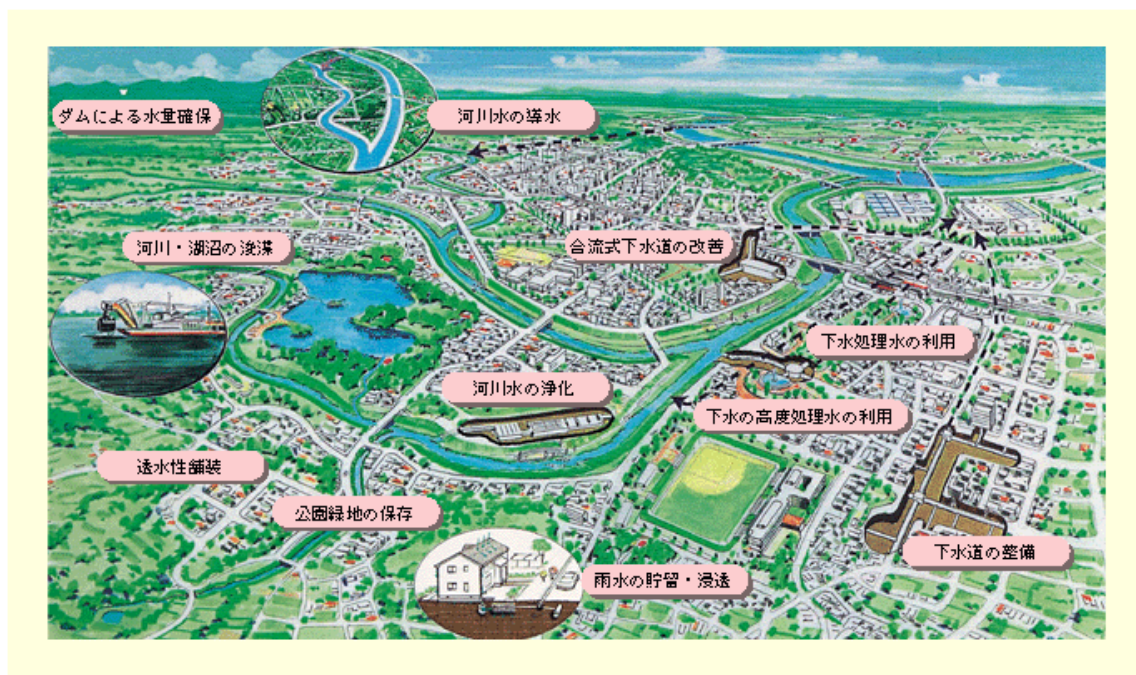 ダムによる水量確保
河川水の導水
河川・湖沼の浚渫
合流式下水道の改善
下水処理水の利用
河川水の浄化
下水の高度処理水の利用
透水性舗装
公園緑地の保存
下水道の整備
雨水の貯留・浸透